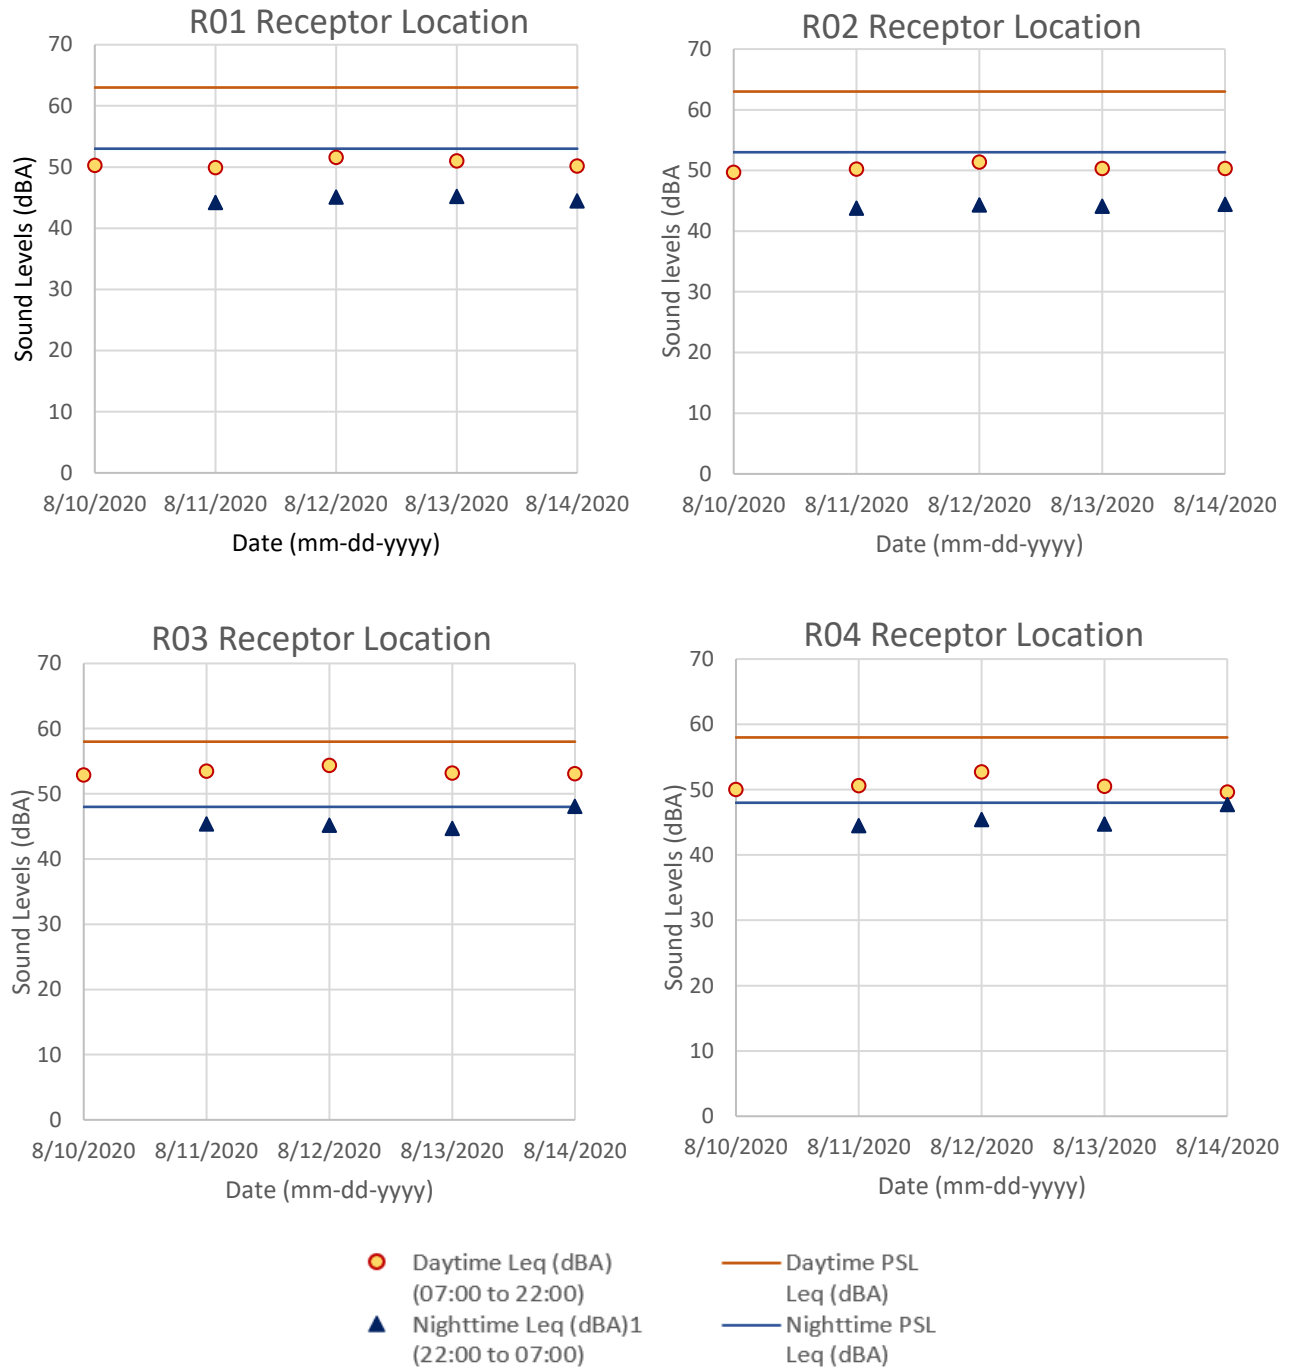 R01 Receptor Location
70
60
50
40
30
20
10
0
Sound Levels (dBA)
8/10/2020 8/11/2020 8/12/2020 8/13/2020 8/14/2020
Date (mm-dd-yyyy)
R02 Receptor Location
70
60
50
40
30
20
10
0
Sound levels (dBA
8/10/2020 8/11/2020 8/12/2020 8/13/2020 8/14/2020
Date (mm-dd-yyyy)
R03 Receptor Location
70
60
50
40
30
20
10
0
Sound Levels (dBA)
8/10/2020 8/11/2020 8/12/2020 8/13/2020 8/14/2020
Date (mm-dd-yyyy)
R04 Receptor Location
70
60
50
40
30
20
10
0
Sound Levels (dBA)
8/10/2020 8/11/2020 8/12/2020 8/13/2020 8/14/2020
Date (mm-dd-yyyy)
Daytime Leq (dBA)
(07:00 to 22:00)
Nighttime Leq (dBA)1
(22:00 to 07:00)
Daytime PSL
Leq (dBA)
Nighttime PSL
Leq (dBA)